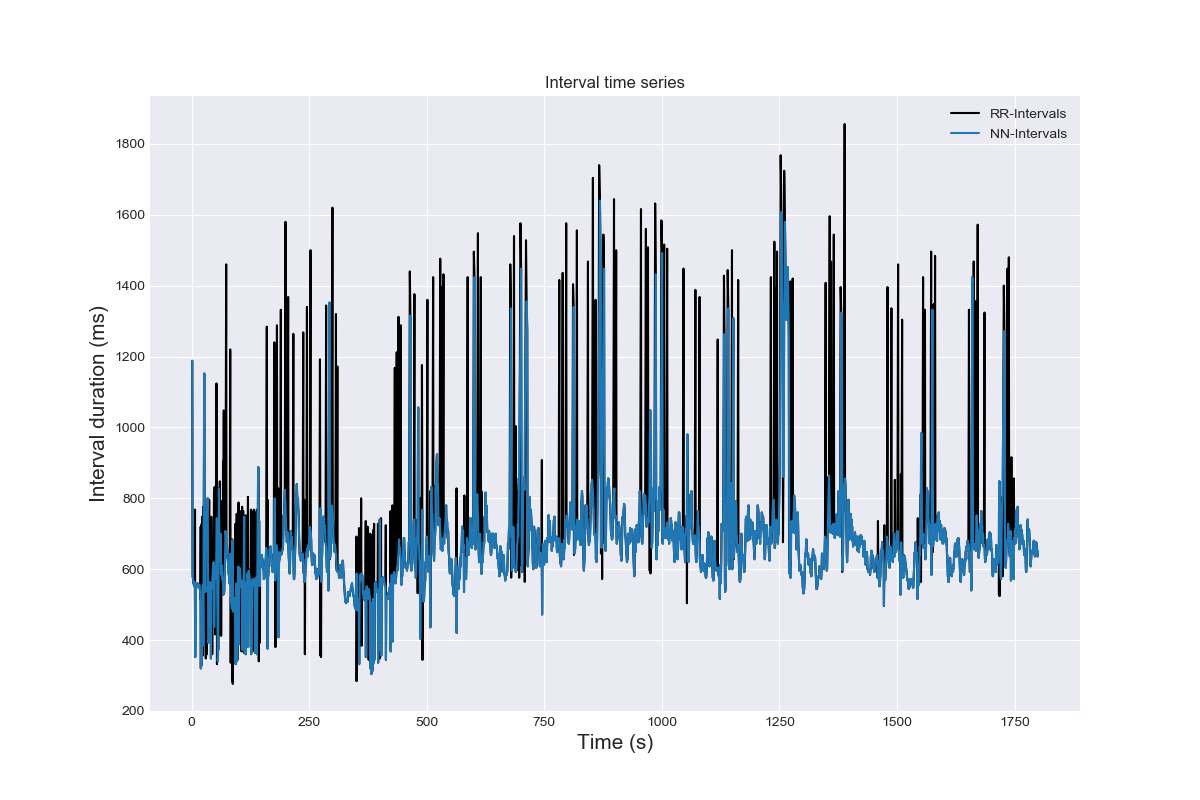 Interval time series
RR-Intervals
NN-Intervals
Interval duration (ms)
1800
1600
1400
1200
1000
800
600
400
200
0 250 500 750 1000 1250 1500 1750
Time (s)